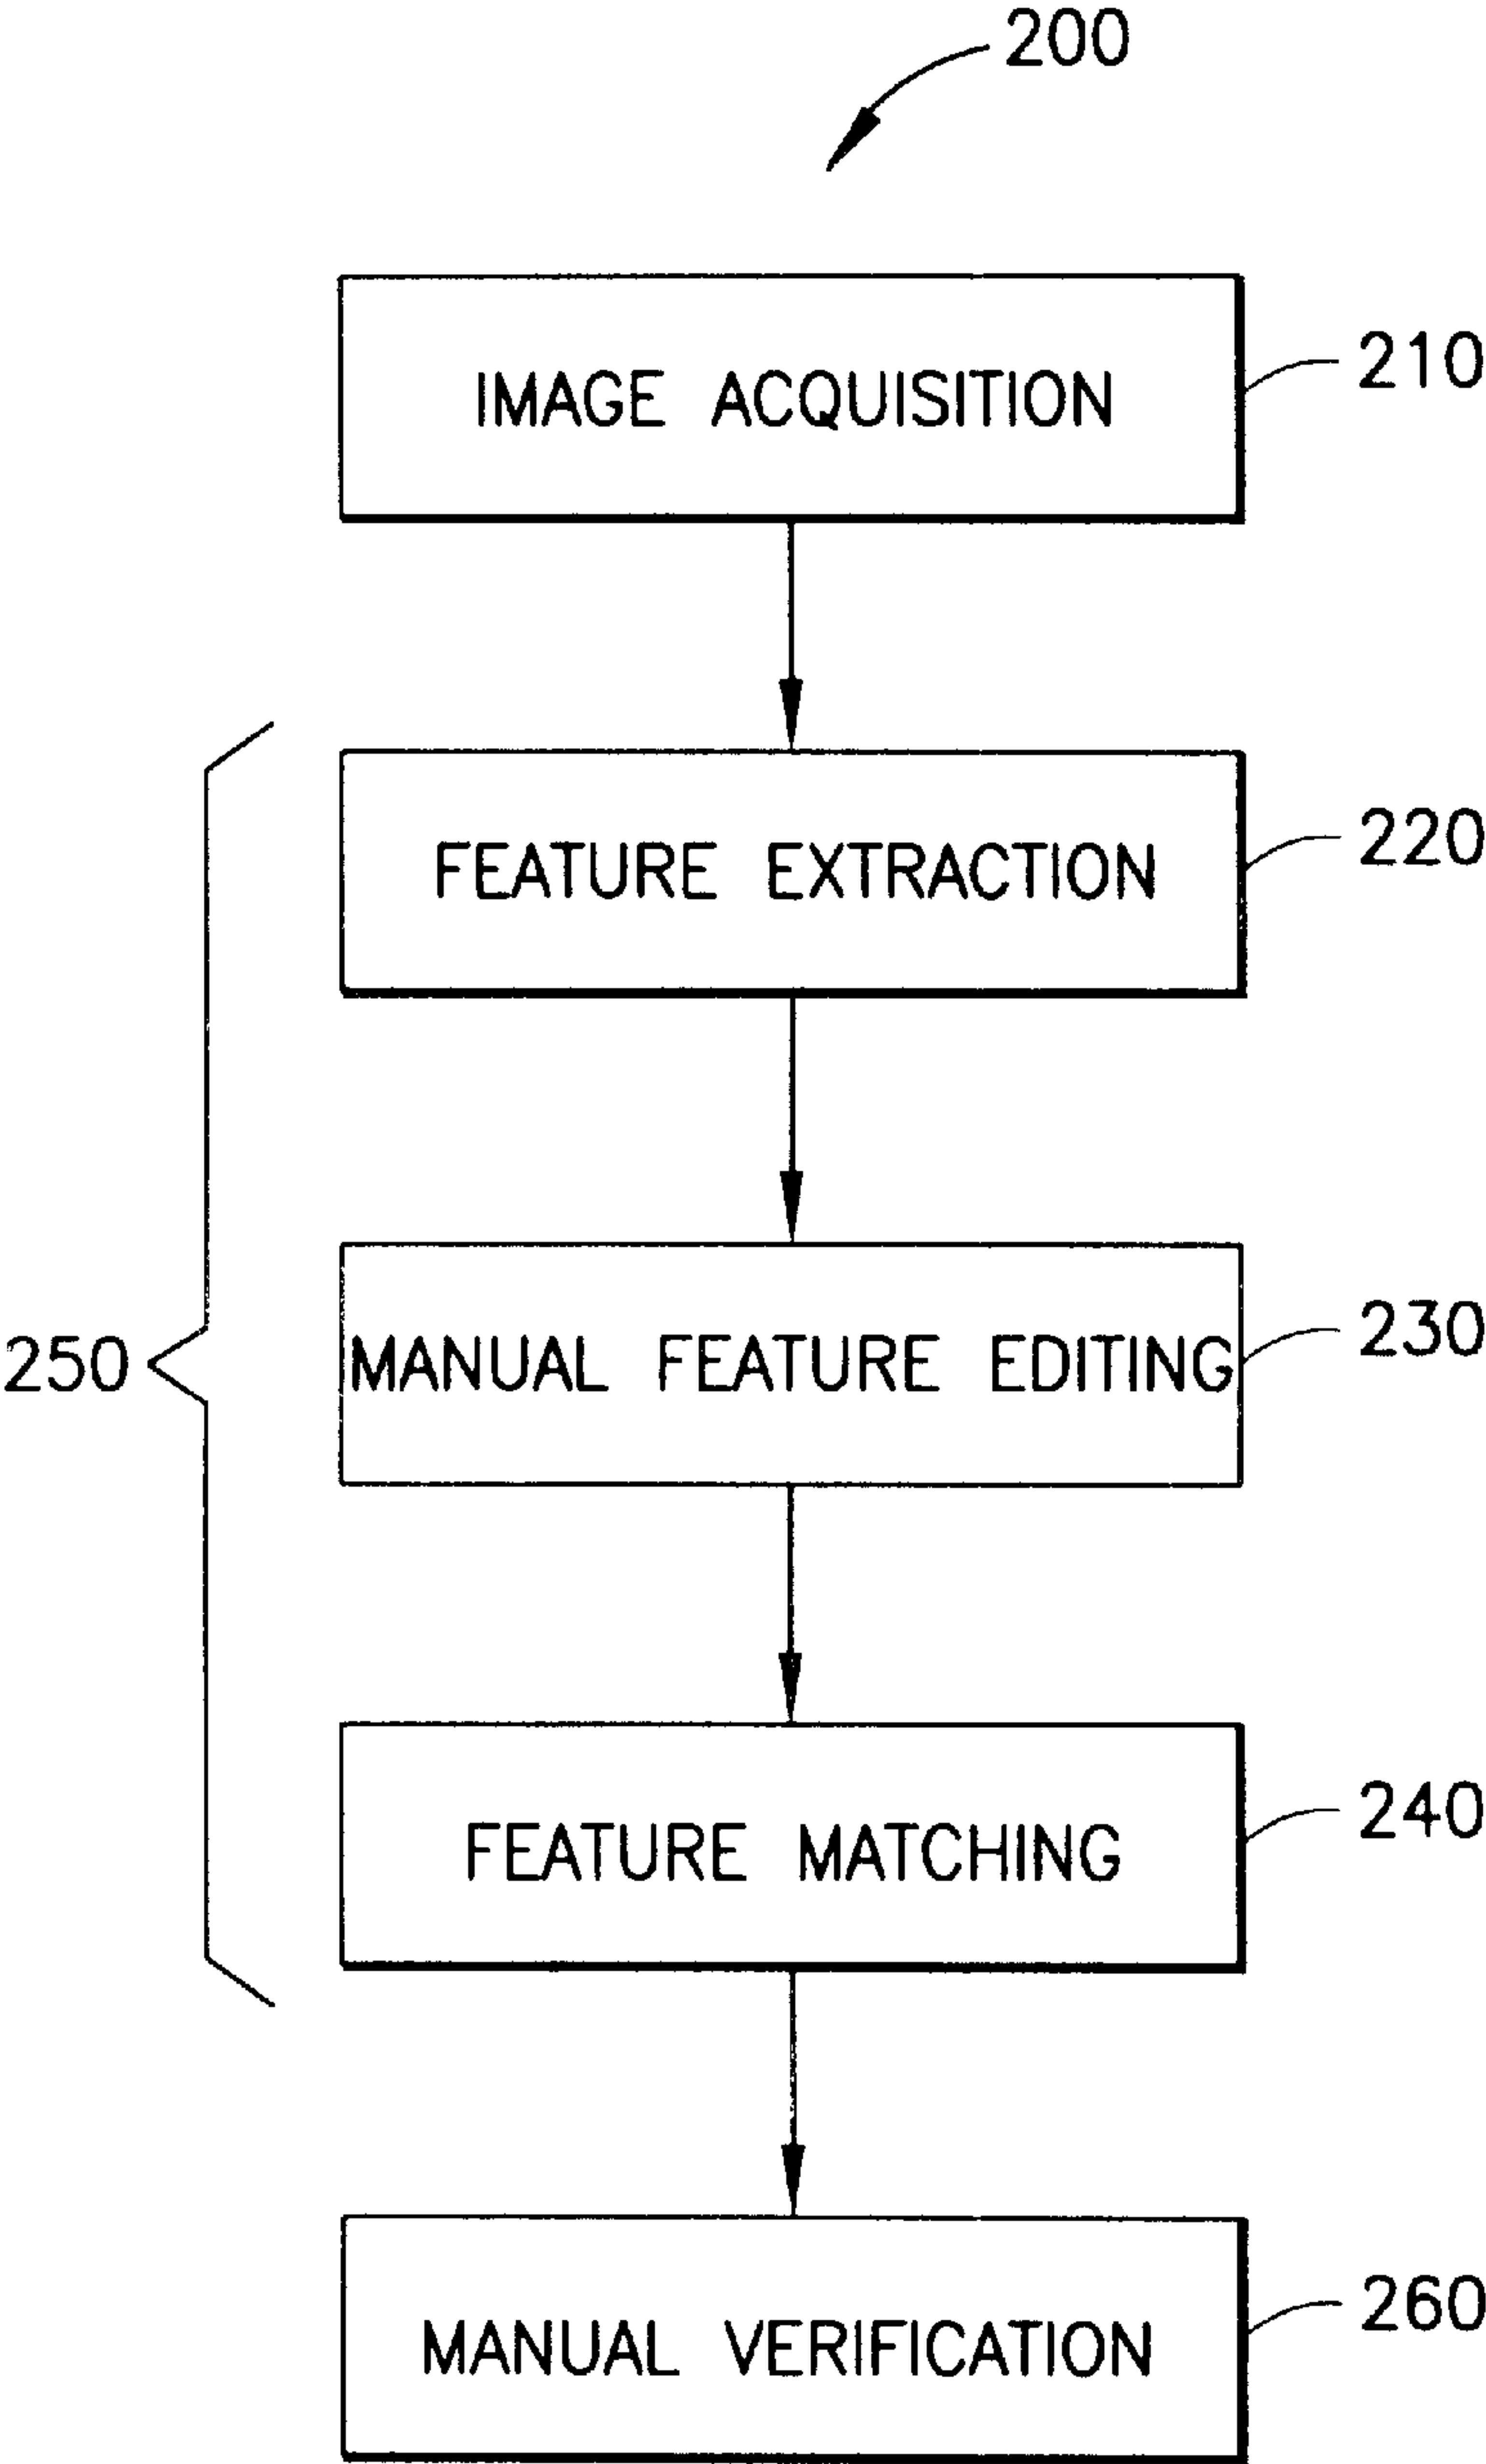 200
IMAGE ACQUISITION
210
FEATURE EXTRACTION
220
250
MANUAL FEATURE EDITING
230
FEATURE MATCHING
240
MANUAL VERIFICATION
260